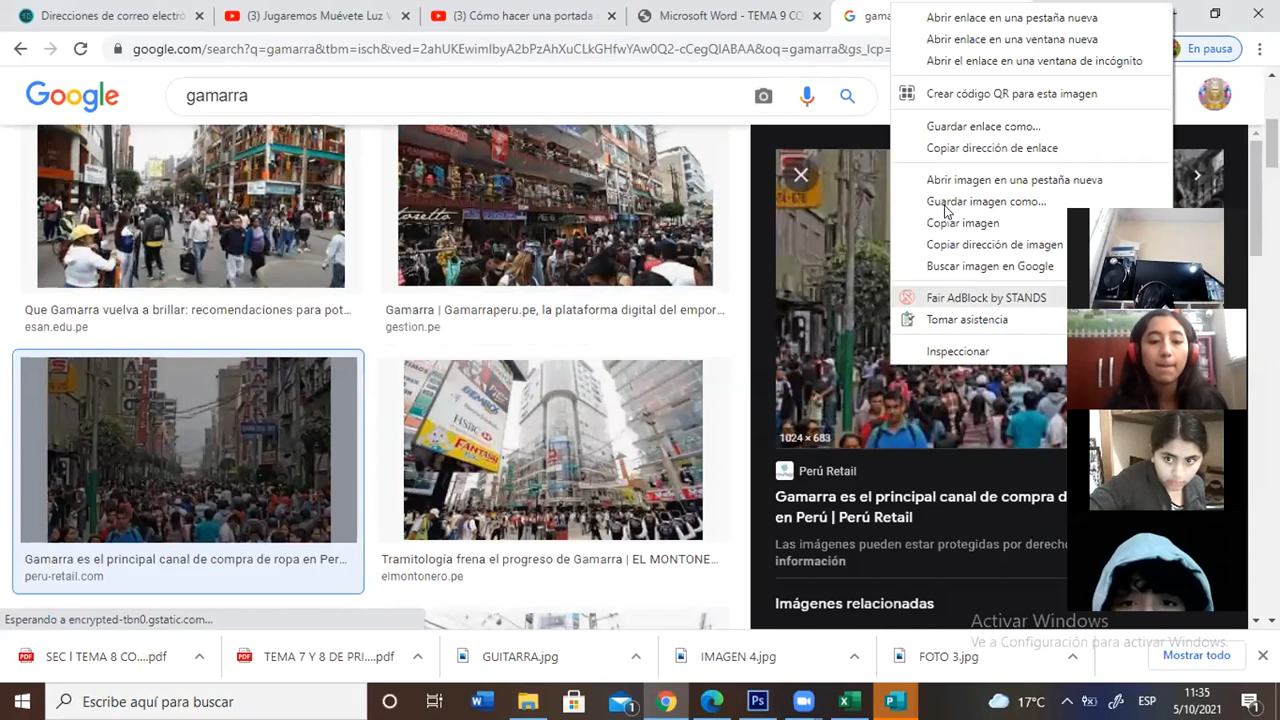 Direcciones de correo electró
(3) Jugaremos Muévete Luz V
(3) Cómo hacer una portada
Microsoft Word - TEMA 9 CO
gama
google.com/search?q=gamarra&tbm=isch&ved=2ahUKEwimlbyA2bPzAhXuCLkGHfwYAw0Q2-cCegQIABAA&oq=gamarra&gs_lcp=
En pausa
Google
gamarra
Abrir enlace en una pestaña nueva
Abrir enlace en una ventana nueva
Abrir el enlace en una ventana de incógnito
Crear código QR para esta imagen
Guardar enlace como...
Copiar dirección de enlace
Abrir imagen en una pestaña nueva
Guardar imagen como...
Copiar imagen
Copiar dirección de imagen
Buscar imagen en Google
Fair AdBlock by STANDS
Tomar asistencia
Inspeccionar
Que Gamarra vuelva a brillar: recomendaciones para pot...
esan.edu.pe
Gamarra | Gamarraperu.pe, la plataforma digital del empor...
gestion.pe
HSBC
FANTASY
Gamarra es el principal canal de compra de ropa en Per...
peru-retail.com
Tramitología frena el progreso de Gamarra | EL MONTONE...
elmontonero.pe
1024 × 683
Perú Retail
Gamarra es el principal canal de compra d
en Perú | Perú Retail
Las imágenes pueden estar protegidas por derecho
información
Imágenes relacionadas
Activar Windows
Ve a Configuración para activar Windows.
Esperando a encrypted-tbn0.gstatic.com...
SEC l TEMA 8 CO....pdf
TEMA 7 Y 8 DE PRI....pdf
GUITARRA.jpg
IMAGEN 4.jpg
FOTO 3.jpg
Mostrar todo
Escribe aquí para buscar
17°C
ESP
11:35
5/10/2021